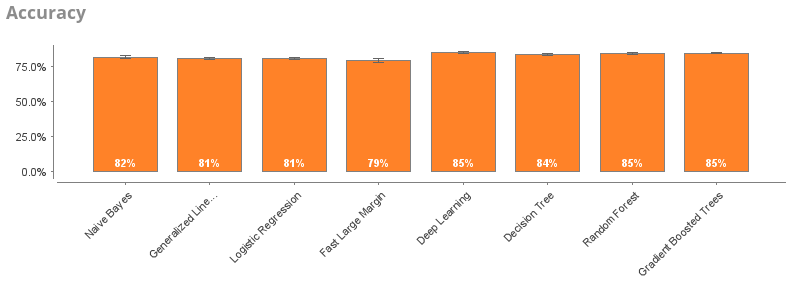 Accuracy
75.0%
50.0%
25.0%
0.0%
82% 81% 81% 79% 85% 84% 85% 85%
Naive Bayes
Generalized Line...
Logistic Regression
Fast Large Margin
Deep Learning
Decision Tree
Random Forest
Gradient Boosted Trees